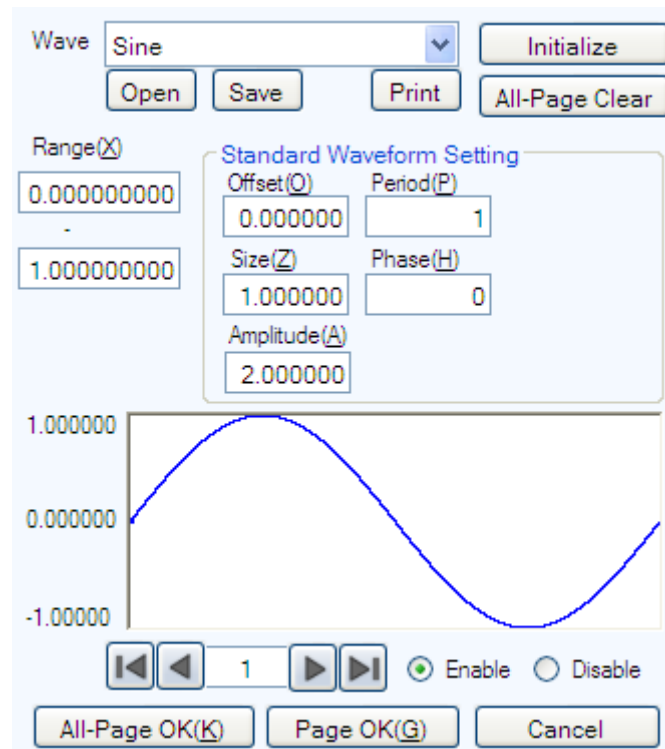 Wave Sine Initialize
Open Save Print All-Page Clear
Range(X)
0.000000000
-
1.000000000
Standard Waveform Setting
Offset(O) Period(P)
0.000000 1
Size(Z) Phase(H)
1.000000 0
Amplitude(A)
2.000000
1.000000
0.000000
-1.00000
1 Enable Disable
All-Page OK(K) Page OK(G) Cancel